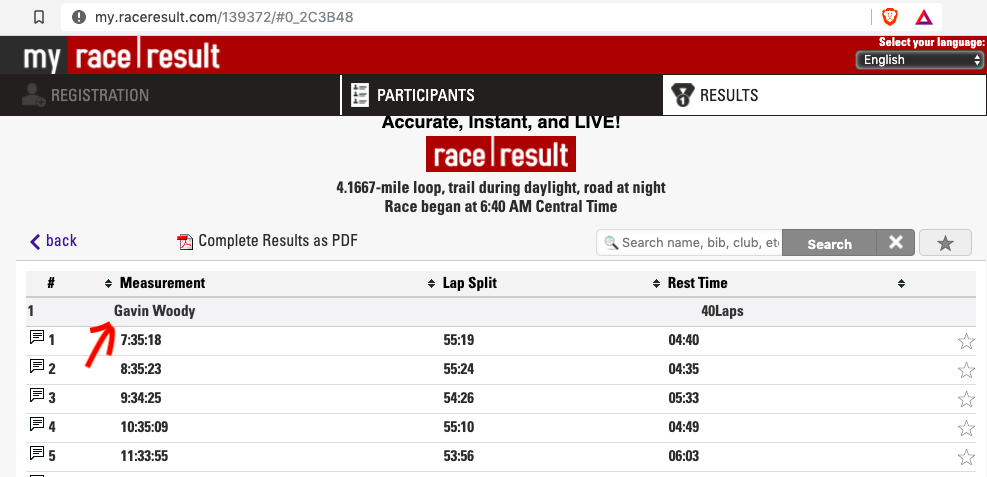 my.raceresult.com/139372/#0_2C3B48
my race result
Select your language:
English
REGISTRATION
PARTICIPANTS
1 RESULTS
Accurate, Instant, and LIVE!
race result
4.1667-mile loop, trail during daylight, road at night
Race began at 6:40 AM Central Time
back
Complete Results as PDF
Search name, bib, club, etc
Search
# Measurement Lap Split Rest Time
1 Gavin Woody 40Laps
1 7:35:18 55:19 04:40
2 8:35:23 55:24 04:35
3 9:34:25 54:26 05:33
4 10:35:09 55:10 04:49
5 11:33:55 53:56 06:03